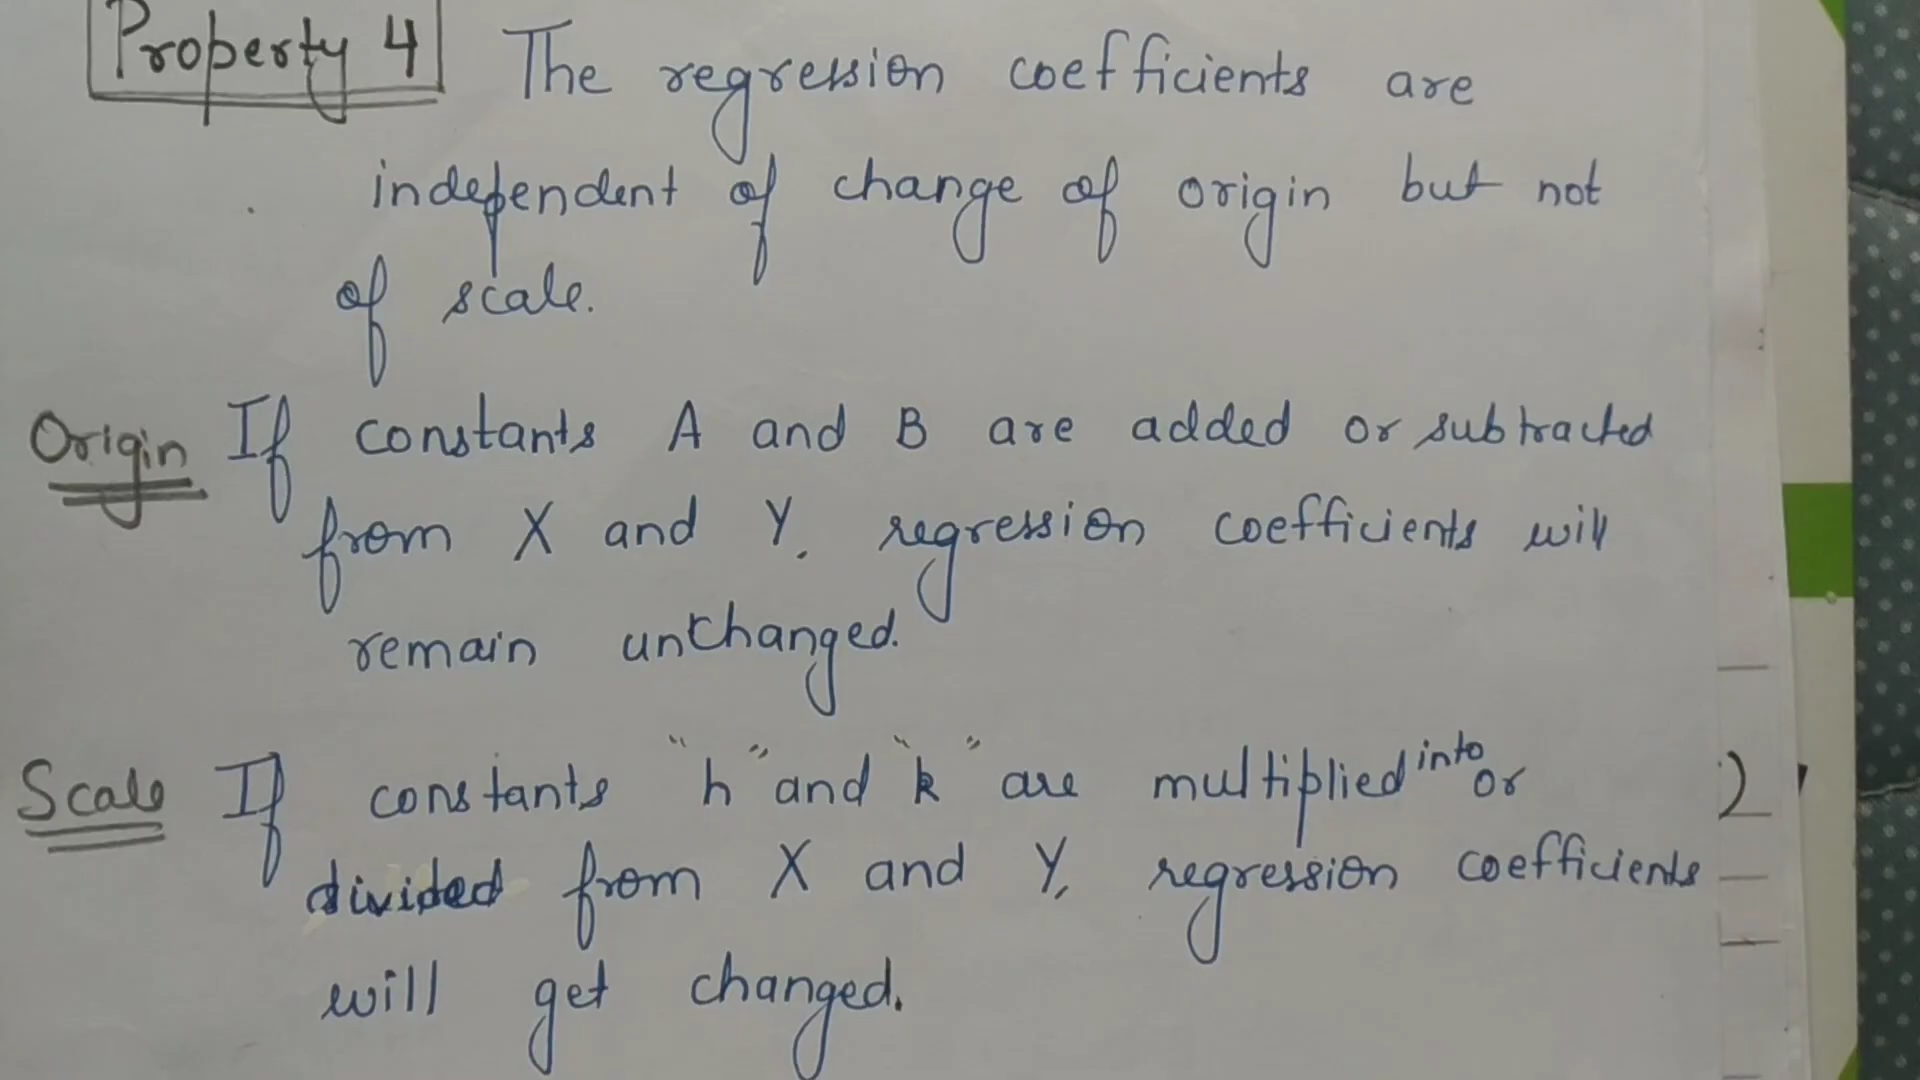 Property 4 The regression coefficients are
independent of change of origin but not
of scale.
Origin If constants A and B are added or subtracted
from X and Y, regression coefficients will
remain unchanged.
Scale If constants "h" and "k" are multiplied into or
divided from X and Y, regression coefficients
will get changed.
2